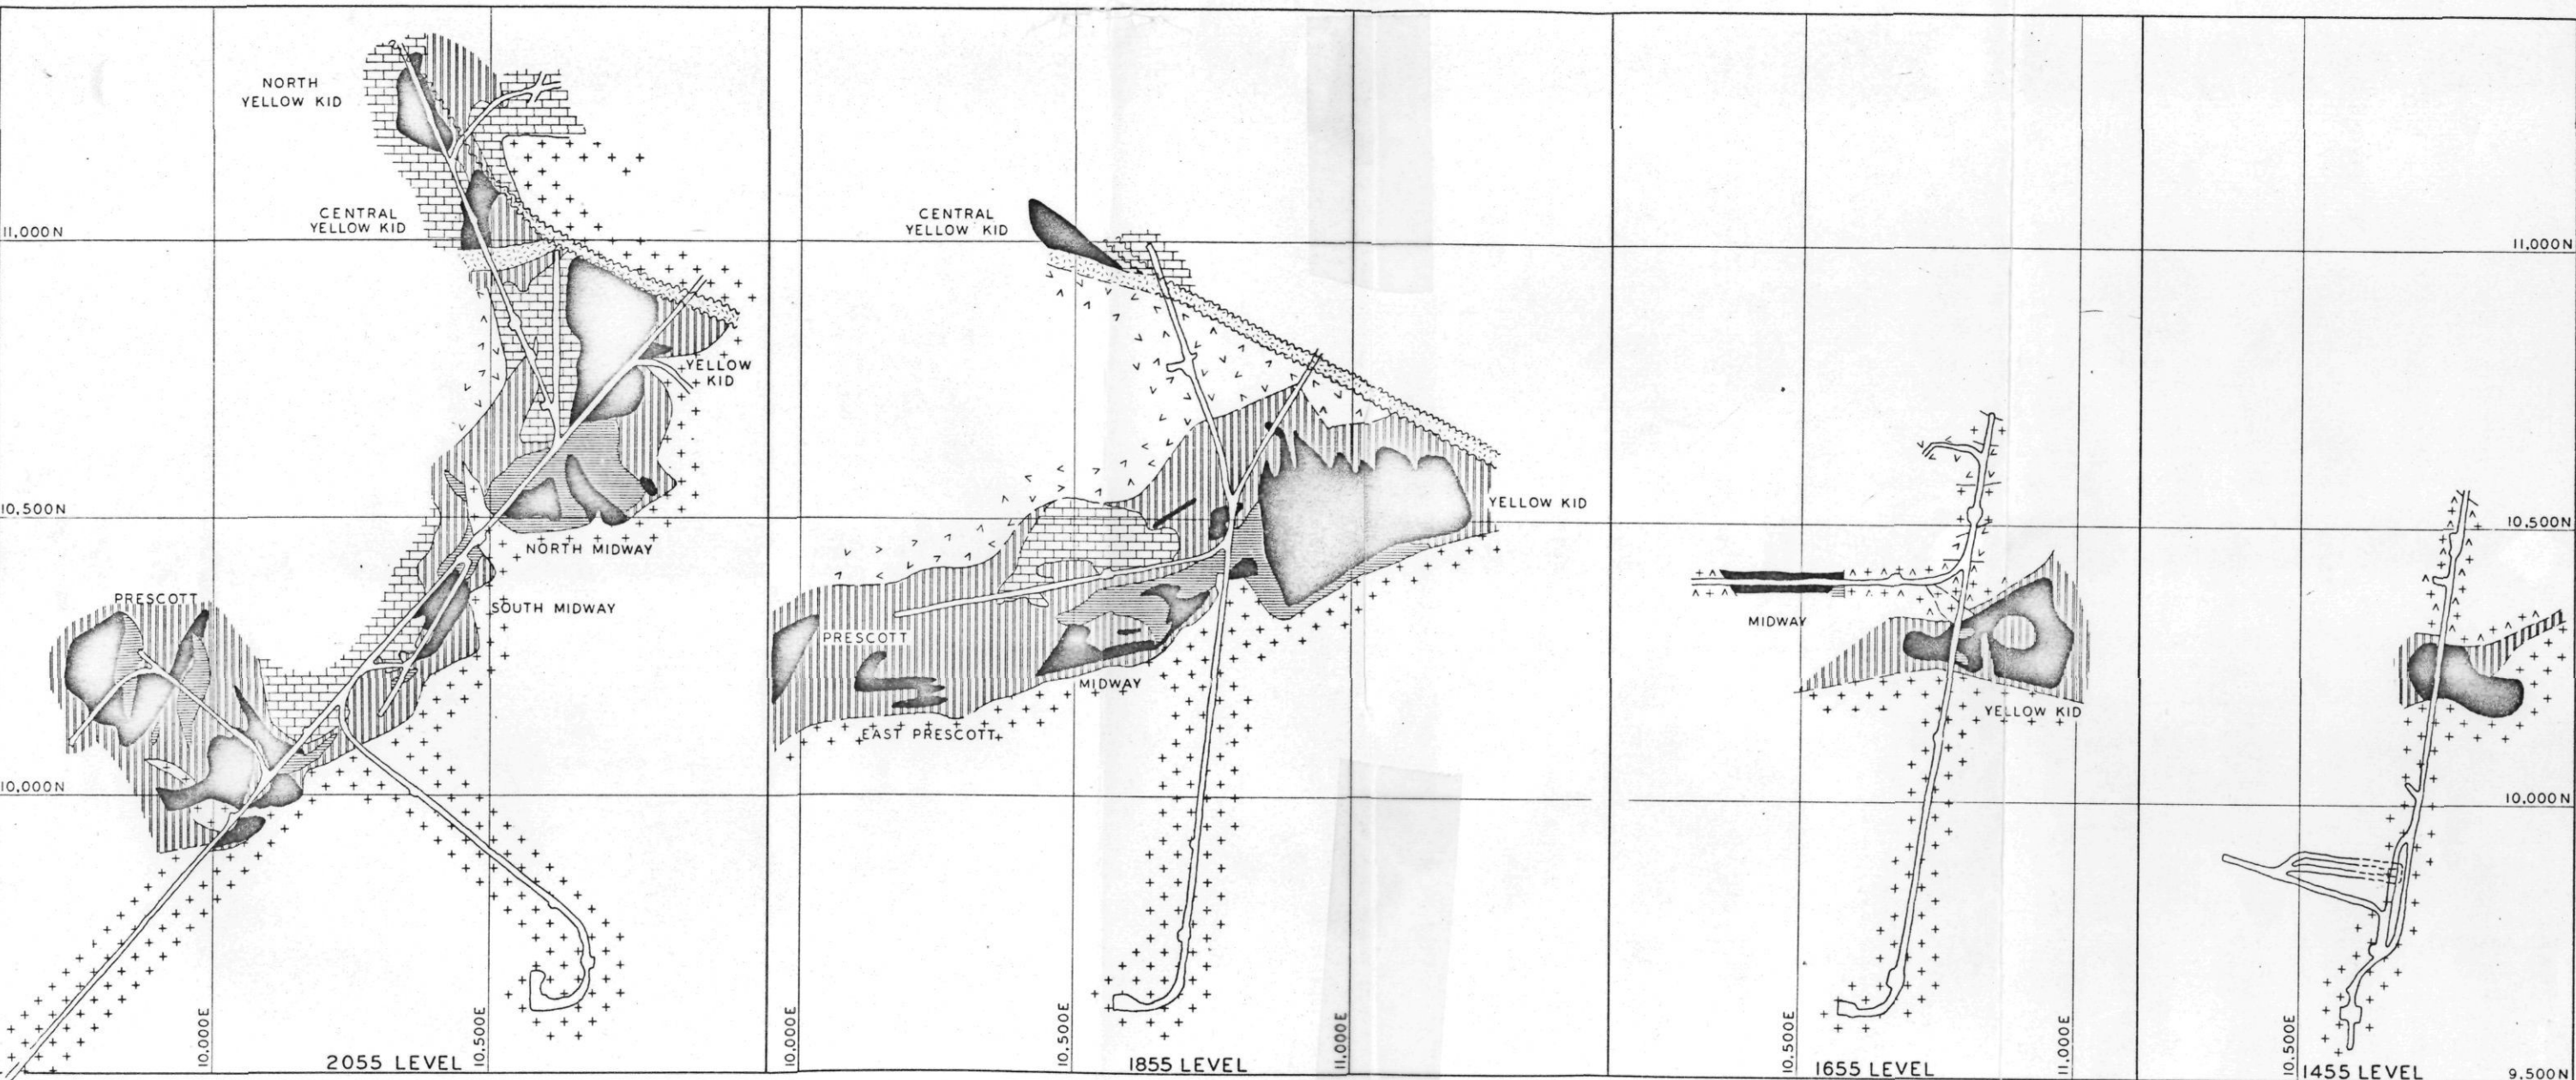 NORTH
YELLOW KID
CENTRAL
YELLOW KID
11,000N
YELLOW
KID
10,500N
NORTH MIDWAY
PRESCOTT
SOUTH MIDWAY
10,000N
10,000E
10,500E
2055 LEVEL
CENTRAL
YELLOW KID
YELLOW KID
PRESCOTT
MIDWAY
EAST PRESCOTT
10,000E
10,500E
11,000E
1855 LEVEL
MIDWAY
YELLOW KID
10,500E
11,000E
1655 LEVEL
11,000N
10,500N
10,000N
10,500E
1455 LEVEL
9,500N